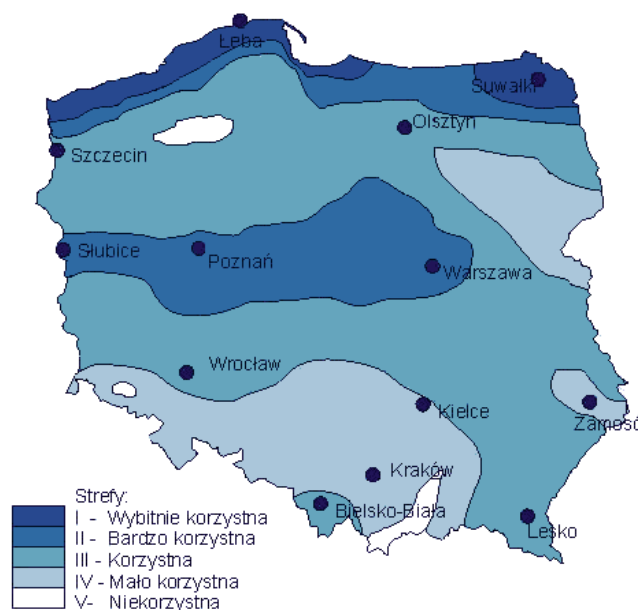 Łeba
Suwałki
Olsztyn
Szczecin
Słubice
Poznań
Warszawa
Wrocław
Kielce
Zamość
Kraków
Bielsko-Biała
Lesko
Strefy:
I - Wybitnie korzystna
II - Bardzo korzystna
III - Korzystna
IV - Mało korzystna
V- Niekorzystna